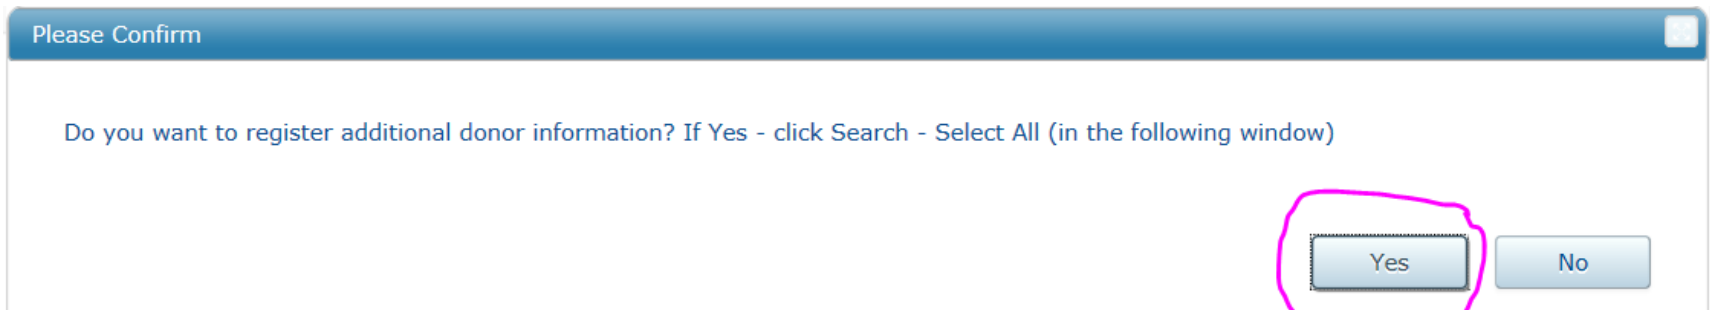 Please Confirm
Do you want to register additional donor information? If Yes - click Search - Select All (in the following window)
Yes
No